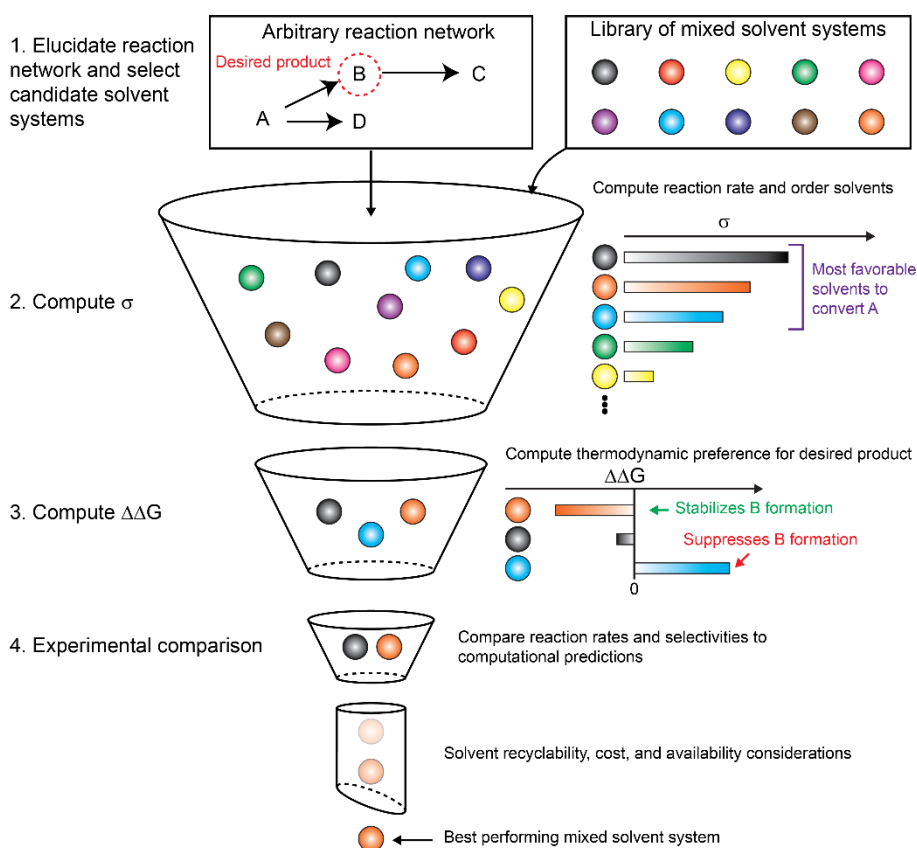 1. Elucidate reaction
network and select
candidate solvent
systems
Arbitrary reaction network
Desired product
B
C
A
D
Library of mixed solvent systems
Compute reaction rate and order solvents
σ
Most favorable
solvents to
convert A
2. Compute σ
Compute thermodynamic preference for desired product
ΔΔG
3. Compute ΔΔG
Stabilizes B formation
Suppresses B formation
0
4. Experimental comparison
Compare reaction rates and selectivities to
computational predictions
Solvent recyclability, cost, and availability considerations
Best performing mixed solvent system